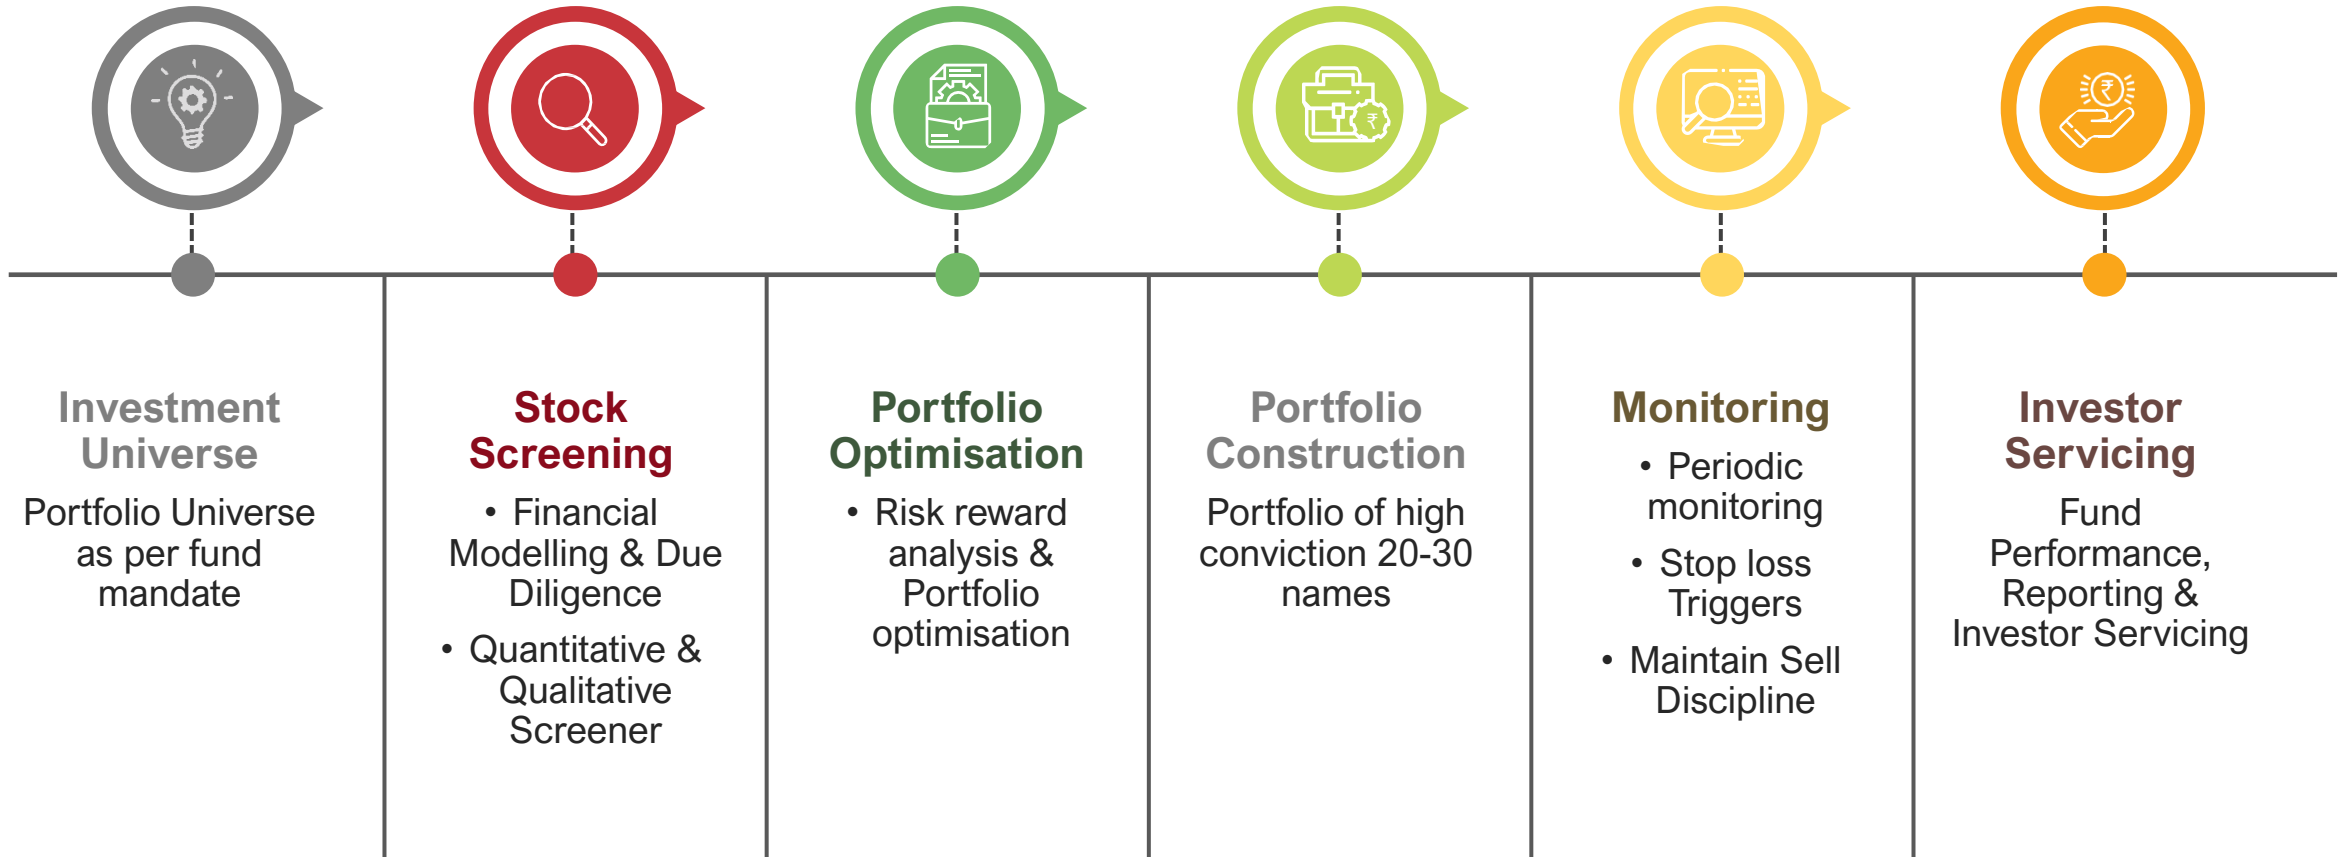 Investment
Universe
Portfolio Universe
as per fund
mandate
Stock
Screening
• Financial
Modelling & Due
Diligence
• Quantitative &
Qualitative
Screener
Portfolio
Optimisation
• Risk reward
analysis &
Portfolio
optimisation
₹
Portfolio
Construction
Portfolio of high
conviction 20-30
names
Monitoring
• Periodic
monitoring
• Stop loss
Triggers
• Maintain Sell
Discipline
₹
Investor
Servicing
Fund
Performance,
Reporting &
Investor Servicing